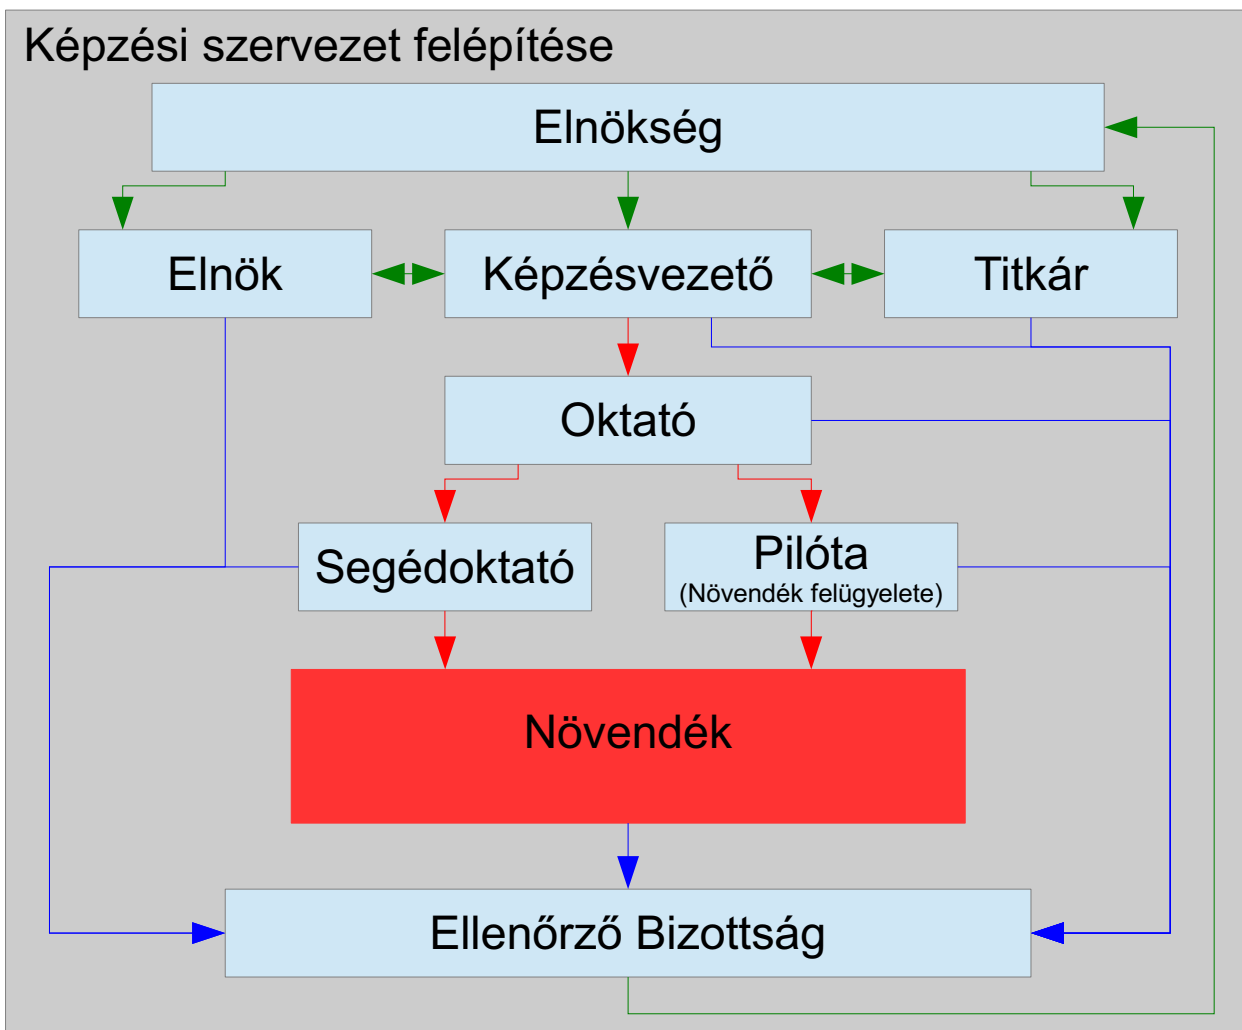 Képzési szervezet felépítése
Elnökség
Elnök
Képzésvezető
Titkár
Oktató
Segédoktató
Pilóta
(Növendék felügyelete)
Növendék
Ellenőrző Bizottság